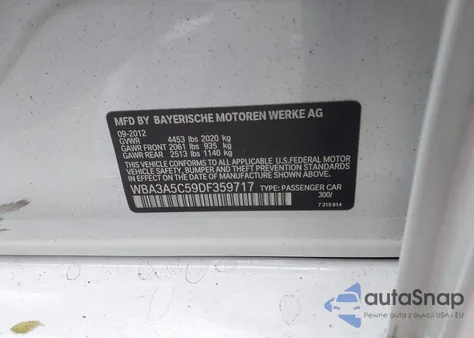 MFD BY BAYERISCHE MOTOREN WERKE AG
09-2012
GVWR 4453 lbs 2020 kg
GAWR FRONT 2061 lbs 935 kg
GAWR REAR 2513 lbs 1140 kg
THIS VEHICLE CONFORMS TO ALL APPLICABLE U.S. FEDERAL MOTOR
VEHICLE SAFETY, BUMPER AND THEFT PREVENTION STANDARDS
IN EFFECT ON THE DATE OF MANUFACTURE SHOWN ABOVE.
WBA3A5C59DF359717 TYPE: PASSENGER CAR
300/
7 310 814
autoSnap
Pewne auta z aukcji USA - EU